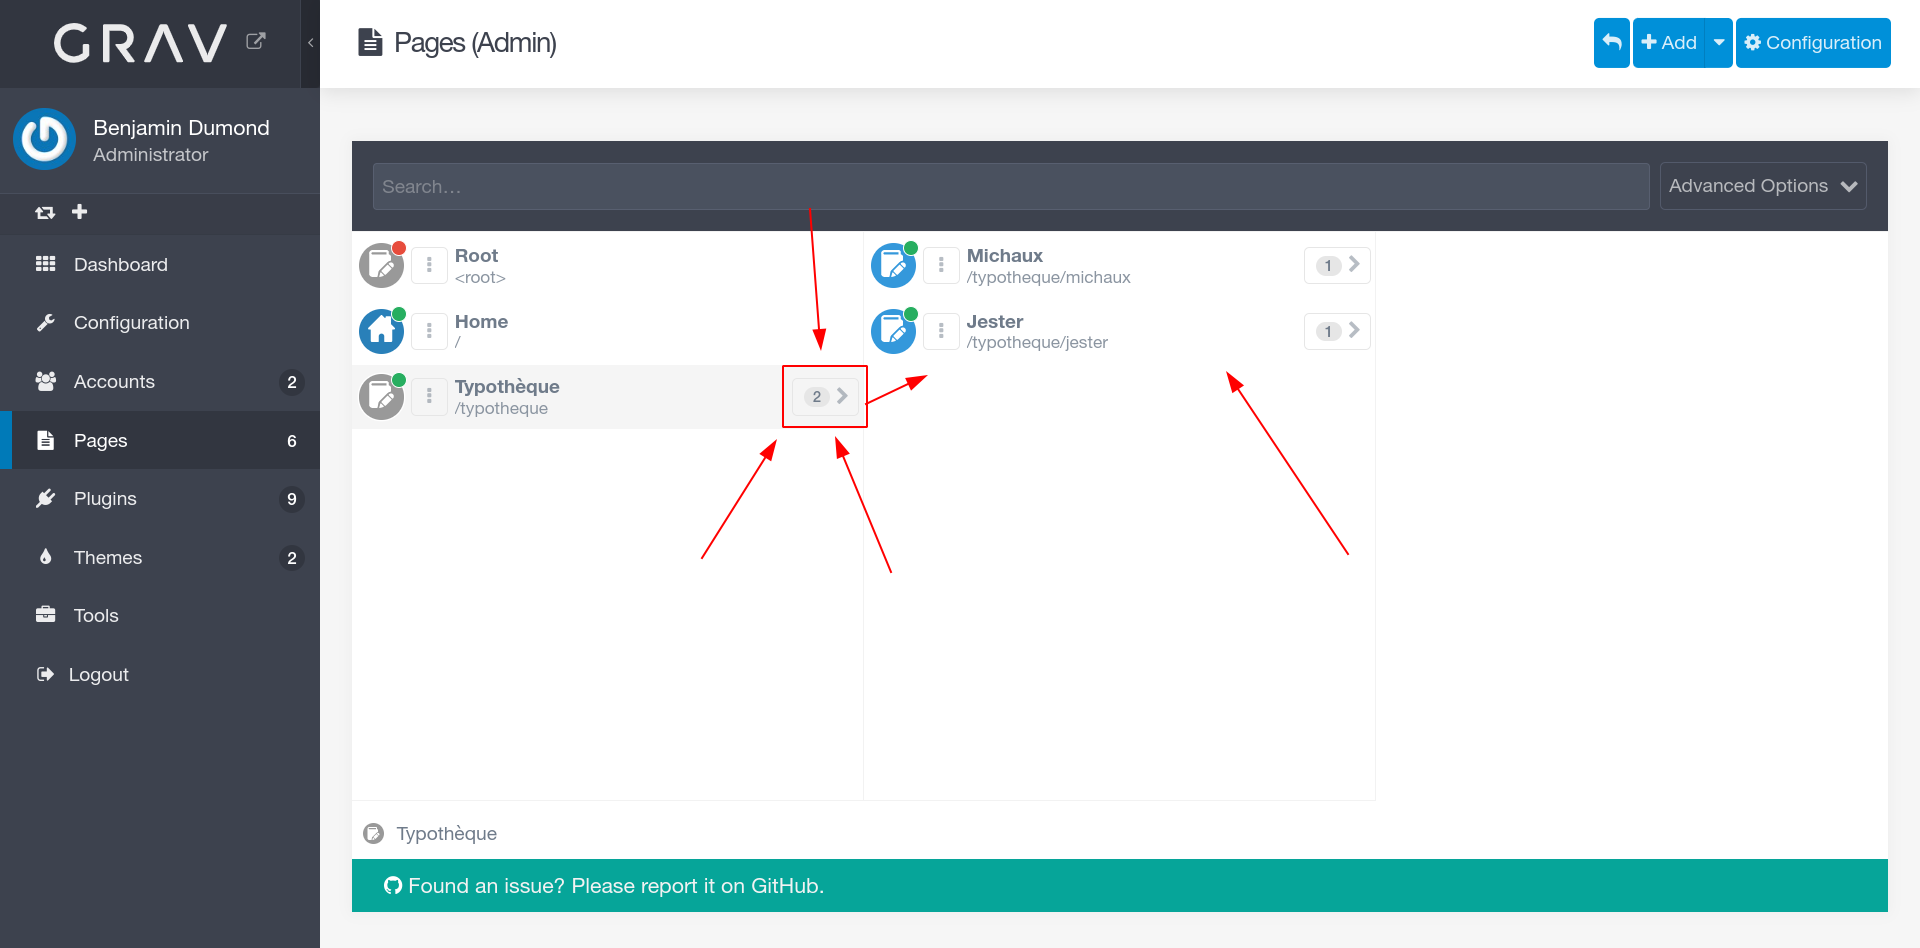 GRAV
Pages (Admin)
Add
Configuration
Benjamin Dumond
Administrator
Search...
Advanced Options
Dashboard
Configuration
Accounts 2
Pages 6
Plugins 9
Themes 2
Tools
Logout
Root
<root>
Home
/
Typothèque
/typotheque
2
Michaux
/typotheque/michaux
1
Jester
/typotheque/jester
1
Typothèque
Found an issue? Please report it on GitHub.